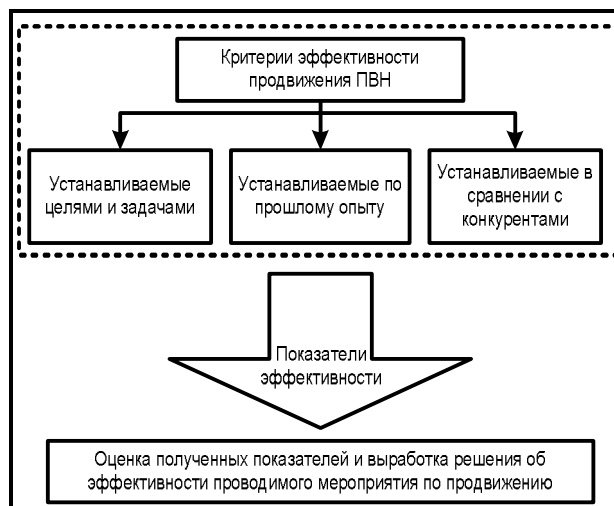 Критерии эффективности
продвижения ПВН
Устанавливаемые
целями и задачами
Устанавливаемые по
прошлому опыту
Устанавливаемые в
сравнении с
конкурентами
Показатели
эффективности
Оценка полученных показателей и выработка решения об
эффективности проводимого мероприятия по продвижению